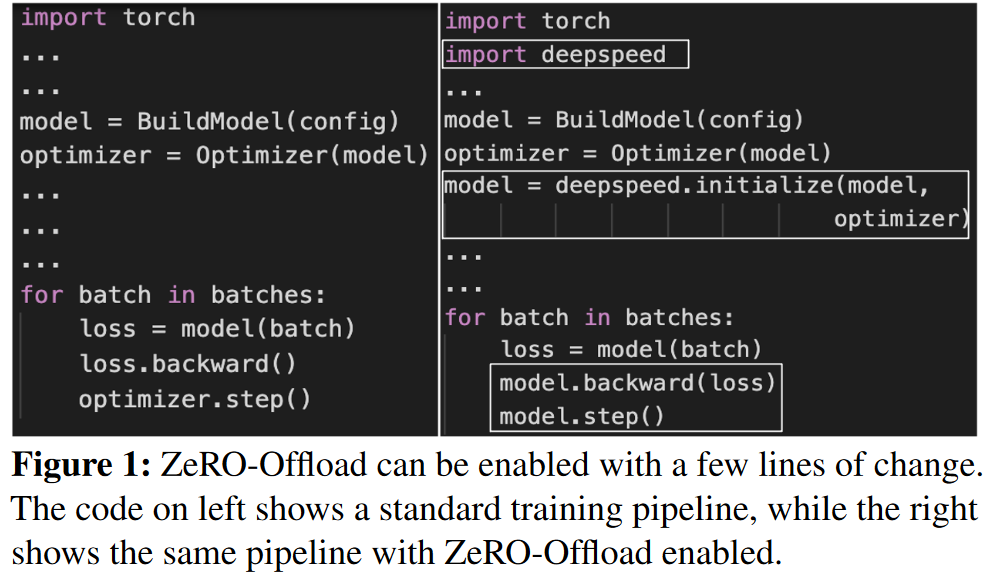 import torch
...
...
model = BuildModel(config)
optimizer = Optimizer(model)
...
...
...
for batch in batches:
    loss = model(batch)
    loss.backward()
    optimizer.step()
import torch
import deepspeed
...
model = BuildModel(config)
optimizer = Optimizer(model)
model = deepspeed.initialize(model,
                             optimizer)
...
...
for batch in batches:
    loss = model(batch)
    model.backward(loss)
    model.step()
Figure 1: ZeRO-Offload can be enabled with a few lines of change.
The code on left shows a standard training pipeline, while the right
shows the same pipeline with ZeRO-Offload enabled.